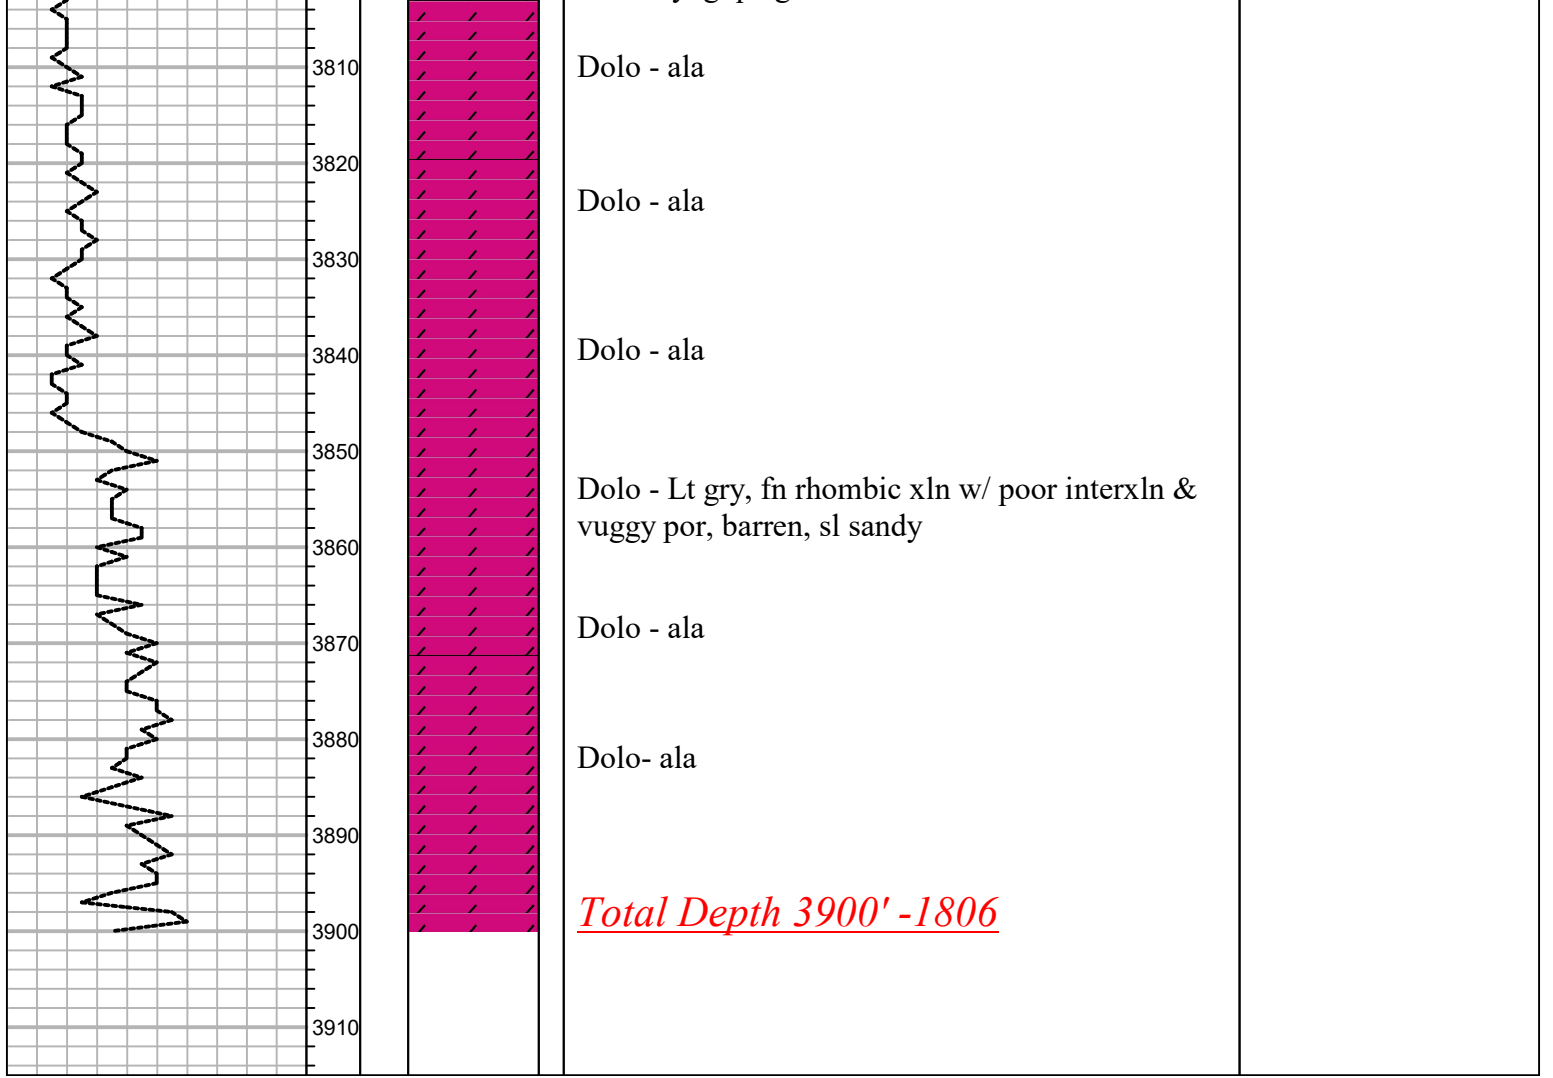 3810
Dolo - ala
3820
Dolo - ala
3830
3840
Dolo - ala
3850
Dolo - Lt gry, fn rhombic xln w/ poor interxln &
vuggy por, barren, sl sandy
3860
3870
Dolo - ala
3880
Dolo- ala
3890
Total Depth 3900' -1806
3900
3910